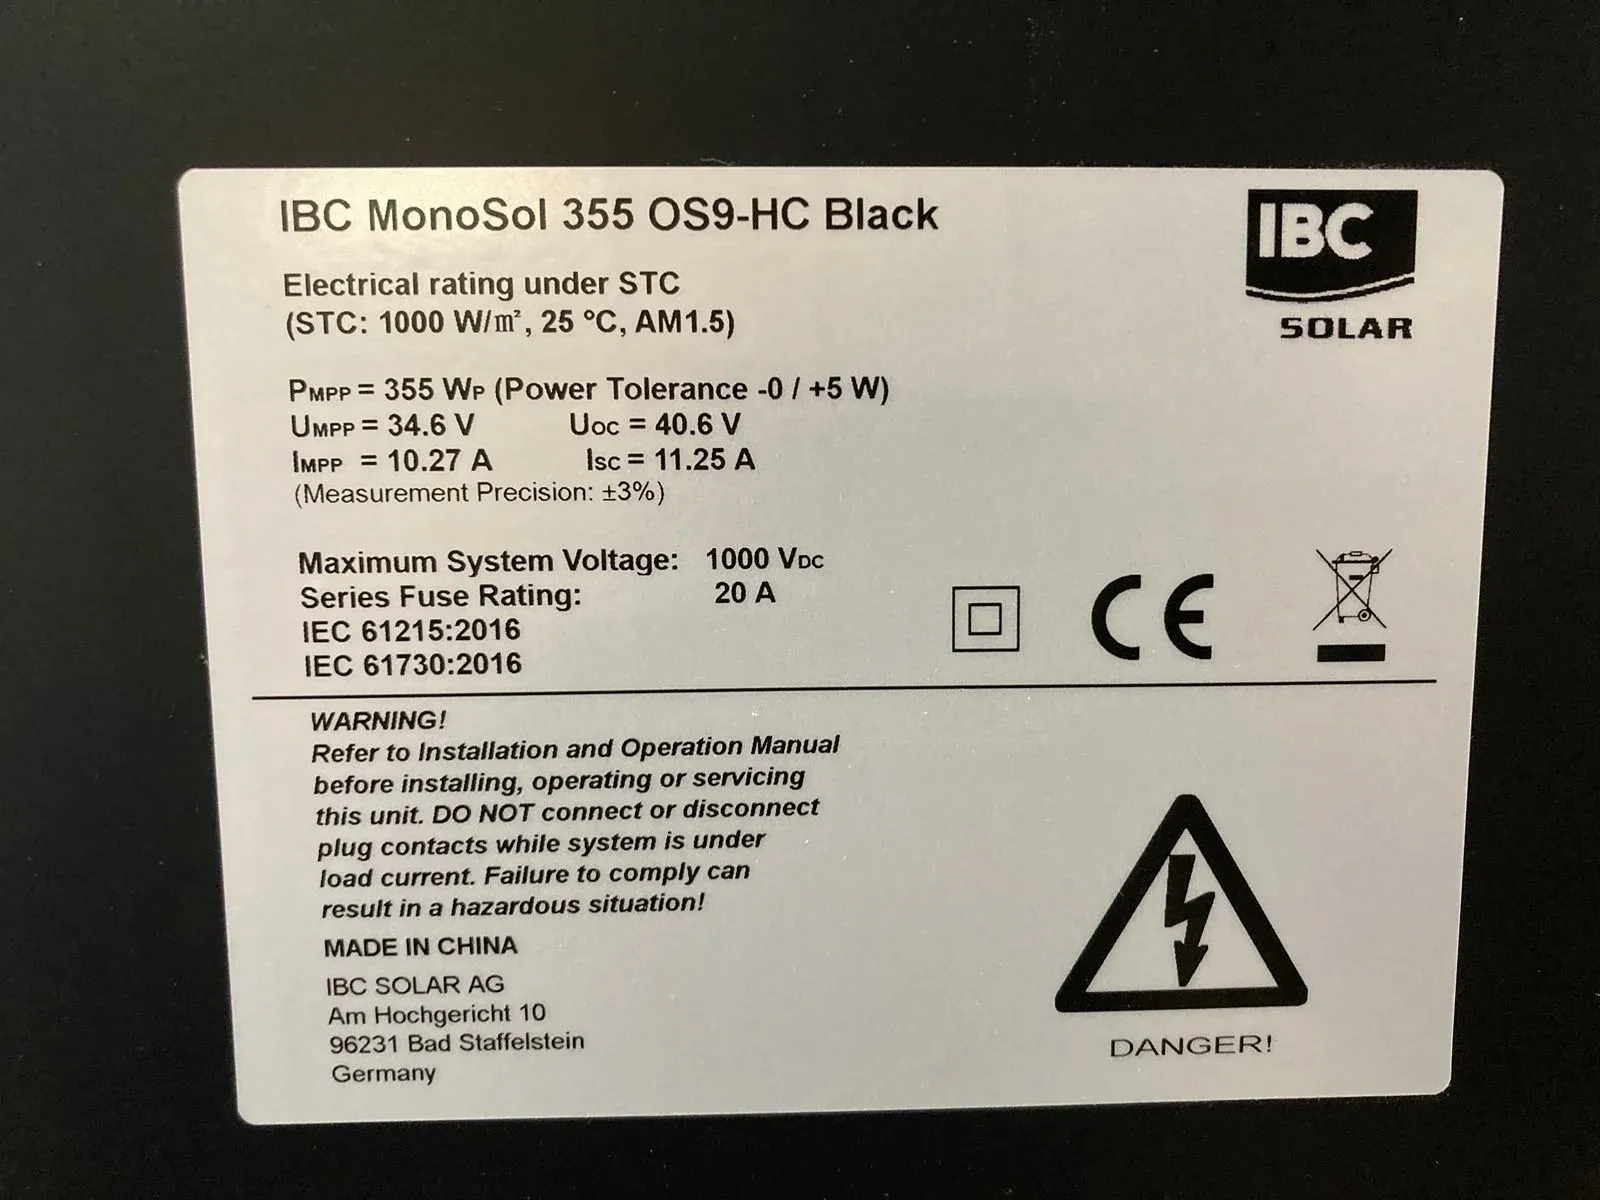 IBC MonoSol 355 OS9-HC Black
IBC
SOLAR
Electrical rating under STC
(STC: 1000 W/㎡, 25 ℃, AM1.5)
PMPP = 355 WP (Power Tolerance -0 / +5 W)
UMPP = 34.6 V UOC = 40.6 V
IMPP = 10.27 A ISC = 11.25 A
(Measurement Precision: ±3%)
Maximum System Voltage: 1000 VDC
Series Fuse Rating: 20 A
IEC 61215:2016
IEC 61730:2016
CE
WARNING!
Refer to Installation and Operation Manual
before installing, operating or servicing
this unit. DO NOT connect or disconnect
plug contacts while system is under
load current. Failure to comply can
result in a hazardous situation!
MADE IN CHINA
IBC SOLAR AG
Am Hochgericht 10
96231 Bad Staffelstein
Germany
DANGER!